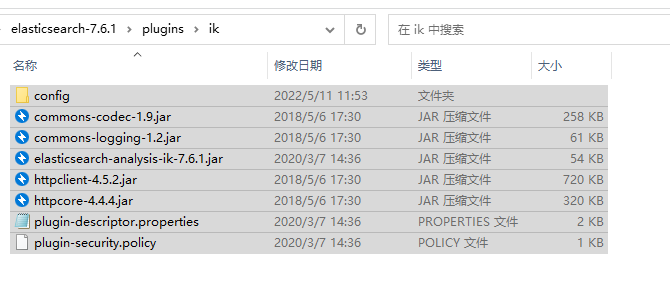 elasticsearch-7.6.1 > plugins > ik 在 ik 中搜索
名称 修改日期 类型 大小
config 2022/5/11 11:53 文件夹
commons-codec-1.9.jar 2018/5/6 17:30 JAR 压缩文件 258 KB
commons-logging-1.2.jar 2018/5/6 17:30 JAR 压缩文件 61 KB
elasticsearch-analysis-ik-7.6.1.jar 2020/3/7 14:36 JAR 压缩文件 54 KB
httpclient-4.5.2.jar 2018/5/6 17:30 JAR 压缩文件 720 KB
httpcore-4.4.4.jar 2018/5/6 17:30 JAR 压缩文件 320 KB
plugin-descriptor.properties 2020/3/7 14:36 PROPERTIES 文件 2 KB
plugin-security.policy 2020/3/7 14:36 POLICY 文件 1 KB